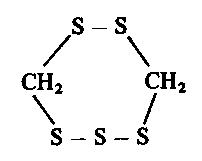 S – S
CH₂ CH₂
S – S – S